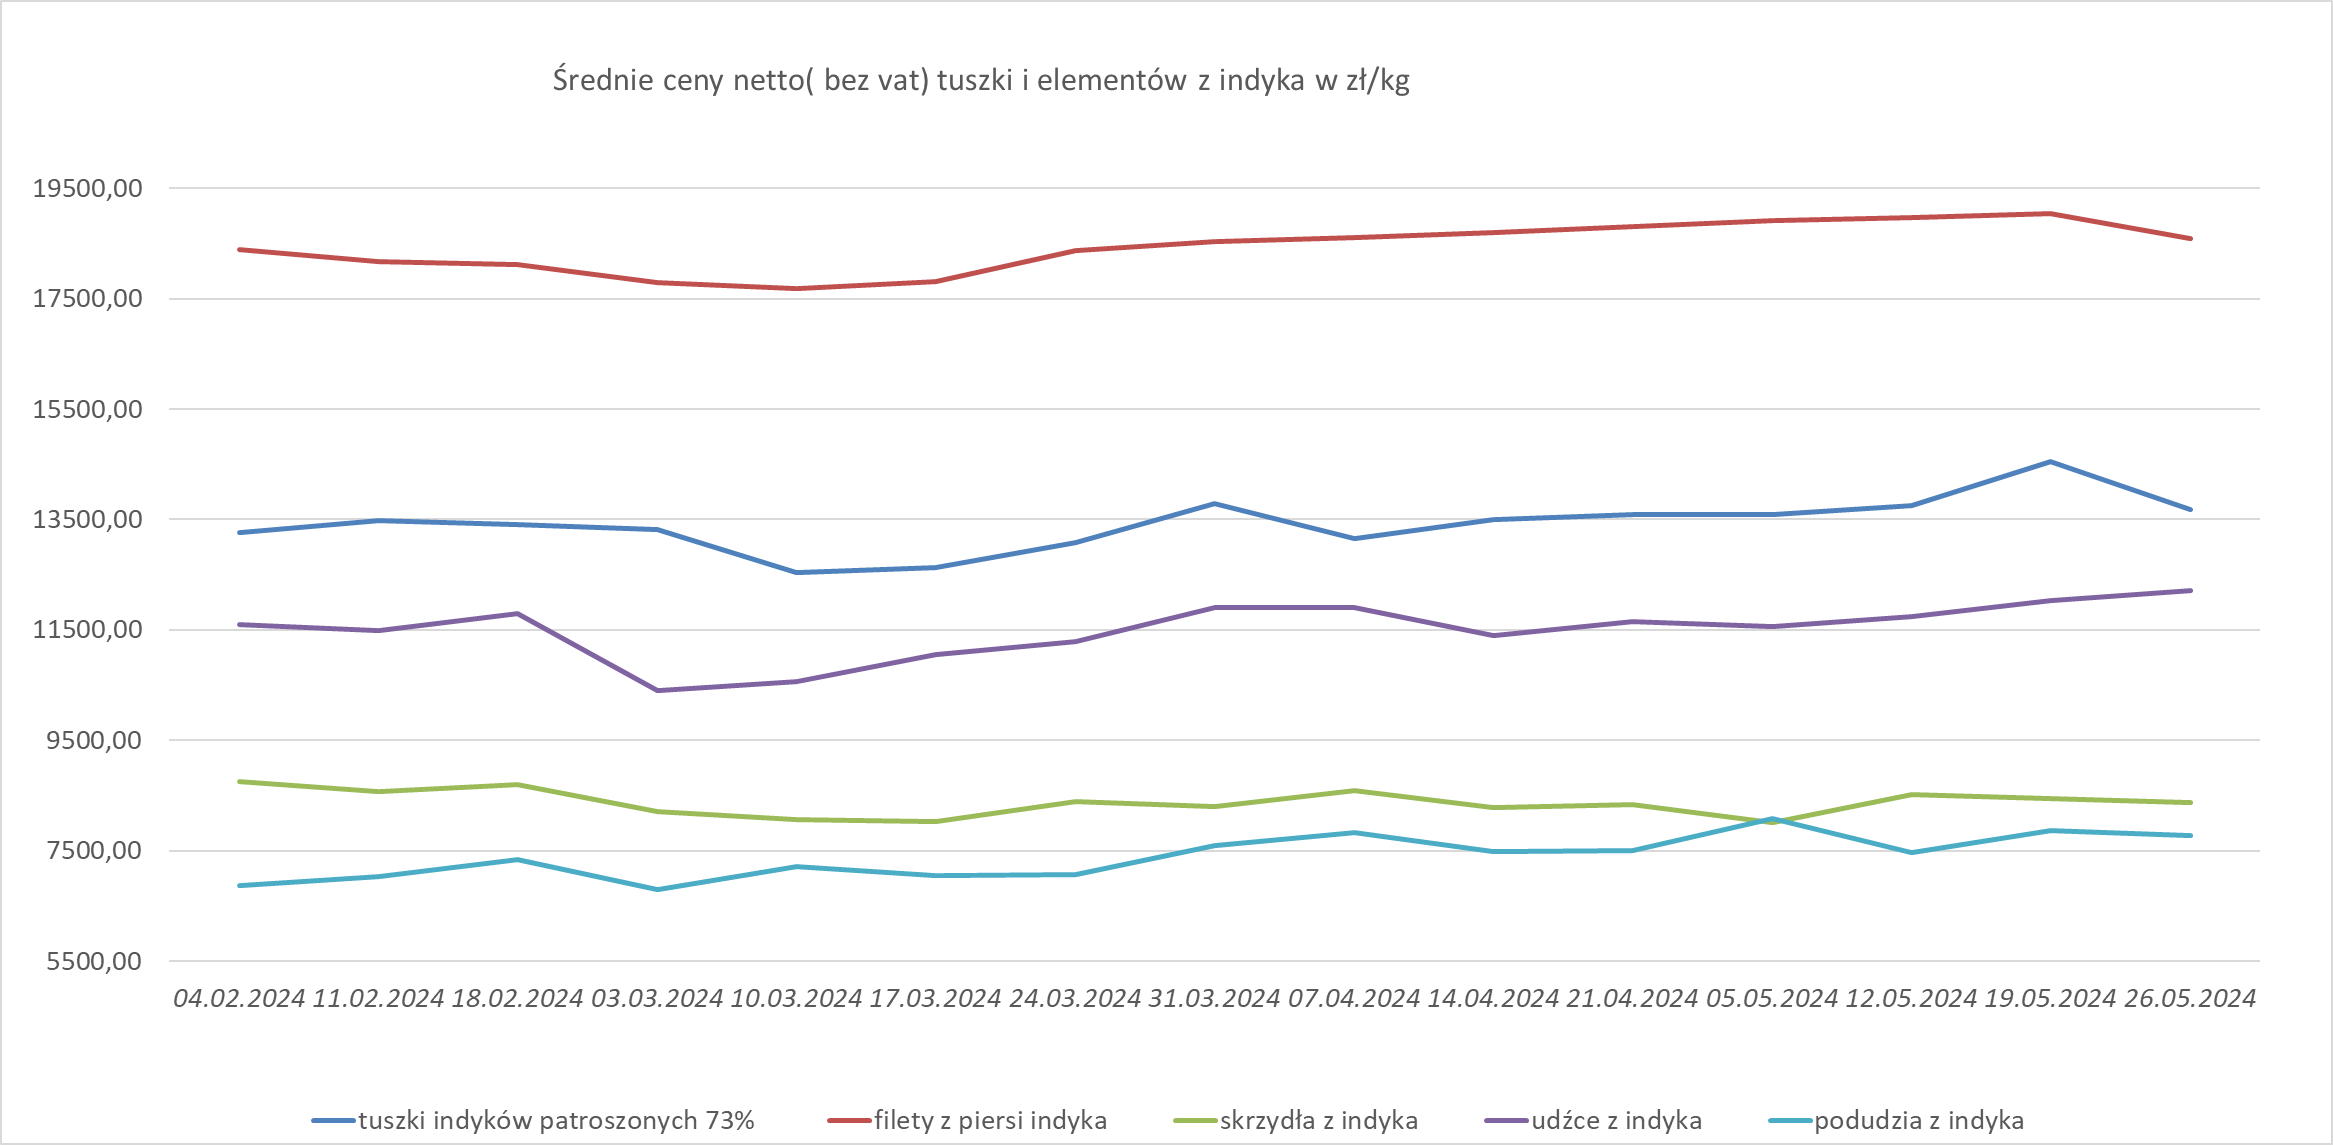 Średnie ceny netto( bez vat) tuszki i elementów z indyka w zł/kg
19500,00
17500,00
15500,00
13500,00
11500,00
9500,00
7500,00
5500,00
04.02.2024 11.02.2024 18.02.2024 03.03.2024 10.03.2024 17.03.2024 24.03.2024 31.03.2024 07.04.2024 14.04.2024 21.04.2024 05.05.2024 12.05.2024 19.05.2024 26.05.2024
tuszki indyków patroszonych 73% filety z piersi indyka skrzydła z indyka udźce z indyka podudzia z indyka